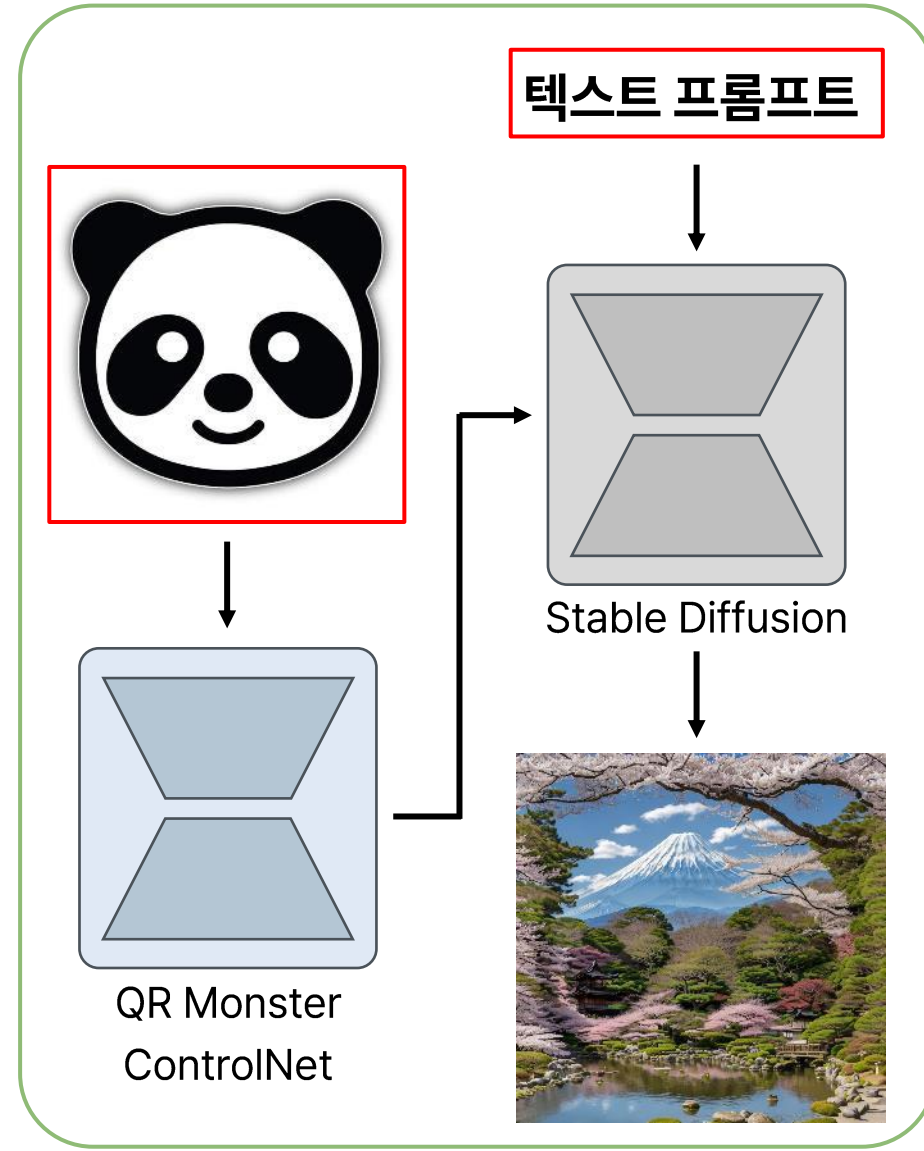 텍스트 프롬프트
Stable Diffusion
QR Monster
ControlNet